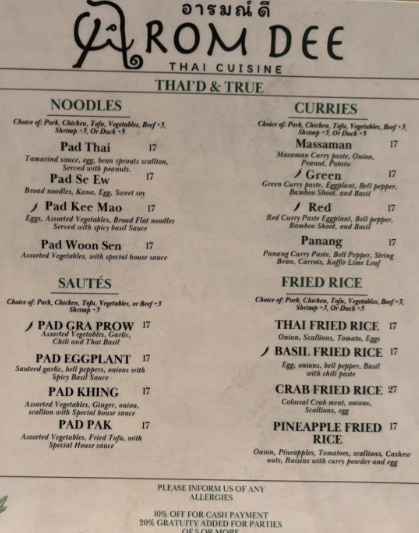 อารมณ์ดี
AROM DEE
THAI CUISINE
THAI'D & TRUE
NOODLES
Choice of: Pork, Chicken, Tofu, Vegetables, Beef +3,
Shrimp +3, Or Duck +5
Pad Thai 17
Tamarind sauce, egg, bean sprouts scallion,
Served with peanuts.
Pad Se Ew 17
Broad noodles, Kana, Egg, Sweet soy
Pad Kee Mao 17
Eggs, Assorted Vegetables, Broad Flat noodles
Served with spicy basil Sauce
Pad Woon Sen 17
Assorted Vegetables, with special house sauce
SAUTÉS
Choice of: Pork, Chicken, Tofu, Vegetables, or Beef +3
Shrimp +3
PAD GRA PROW 17
Assorted Vegetables, Garlic,
Chili and Thai Basil
PAD EGGPLANT 17
Sauteed garlic, bell peppers, onions with
Spicy Basil Sauce
PAD KHING 17
Assorted Vegetables, Ginger, onion,
scallion with Special house sauce
PAD PAK 17
Assorted Vegetables, Fried Tofu, with
Special House sauce
CURRIES
Choice of: Pork, Chicken, Tofu, Vegetables, Beef +3,
Shrimp +3, Or Duck +5
Massaman 17
Masaman Curry paste, Onion,
Peanut, Potato
Green 17
Green Curry paste, Eggplant, Bell pepper,
Bamboo Shoot, and Basil
Red 17
Red Curry Paste Eggplant, Bell pepper,
Bamboo Shoot, and Basil
Panang 17
Panang Curry Paste, Bell Pepper, String
Bean, Carrots, Kaffir Lime Leaf
FRIED RICE
Choice of: Pork, Chicken, Tofu, Vegetables, Beef +3,
Shrimp +3, Or Duck +5
THAI FRIED RICE 17
Onion, Scallions, Tomato, Eggs
BASIL FRIED RICE 17
Egg, onions, bell pepper, Basil
with chili paste
CRAB FRIED RICE 27
Colossal Crab meat, onions,
Scallions, egg
PINEAPPLE FRIED 17
RICE
Onion, Pineapples, Tomatoes, scallions, Cashew
nuts, Raisins with curry powder and egg
PLEASE INFORM US OF ANY
ALLERGIES
10% OFF FOR CASH PAYMENT
20% GRATUITY ADDED FOR PARTIES
OF 5 OR MORE